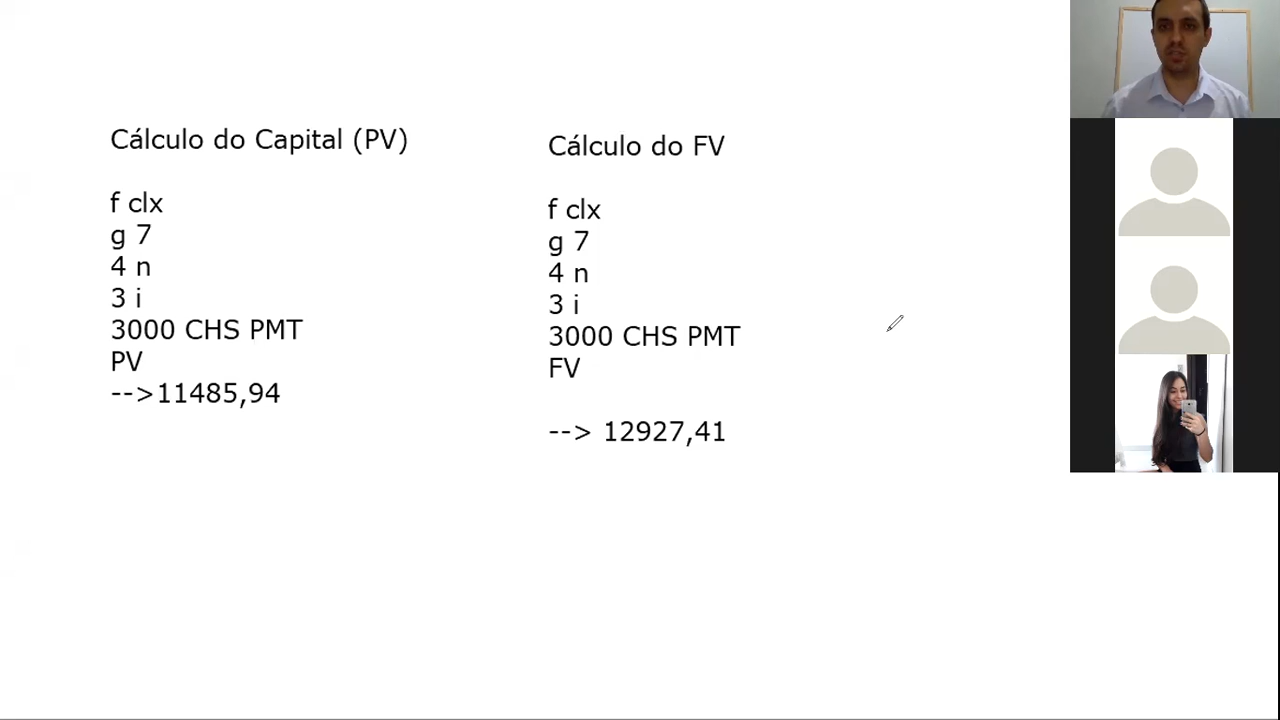 Cálculo do Capital (PV)
f clx
g 7
4 n
3 i
3000 CHS PMT
PV
-->11485,94
Cálculo do FV
f clx
g 7
4 n
3 i
3000 CHS PMT
FV
--> 12927,41